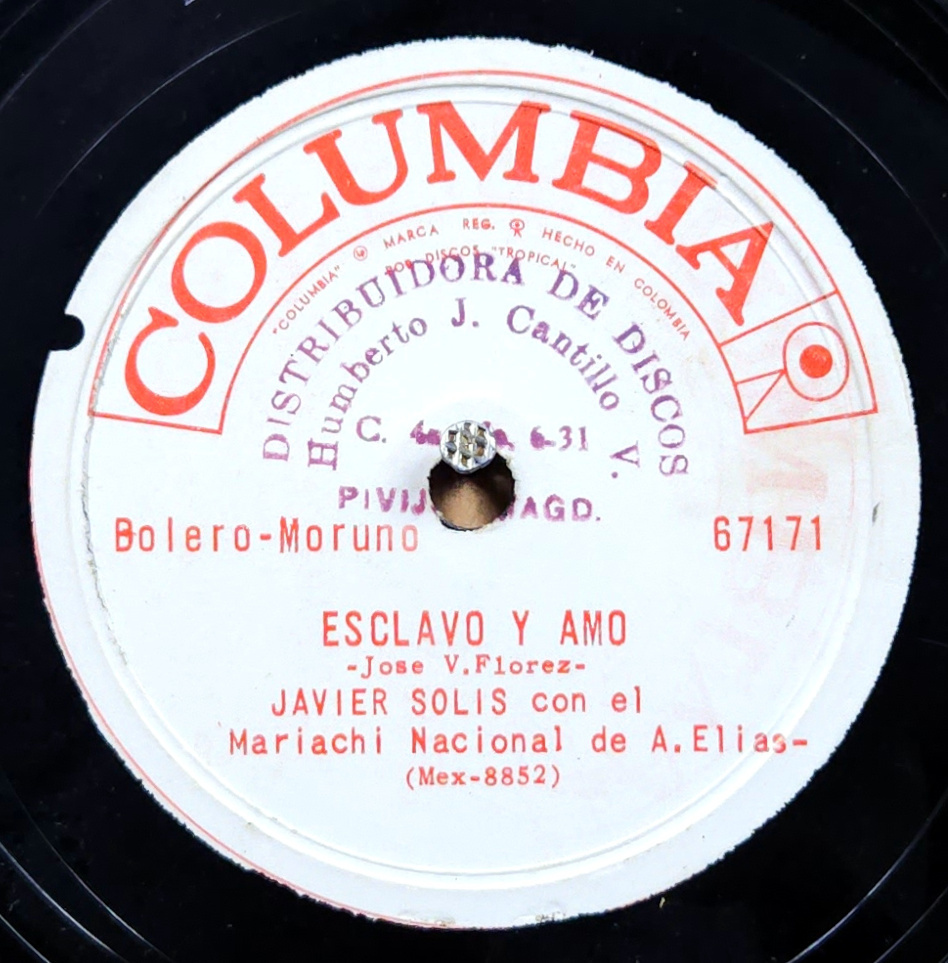 COLUMBIA
"COLUMBIA" MARCA REG. HECHO EN COLOMBIA
POR DISCOS "TROPICAL"
DISTRIBUIDORA DE DISCOS
Humberto J. Cantillo V.
C. 6-31
Bolero-Moruno 67171
ESCLAVO Y AMO
-Jose V.Florez-
JAVIER SOLIS con el
Mariachi Nacional de A.Elias-
(Mex-8852)